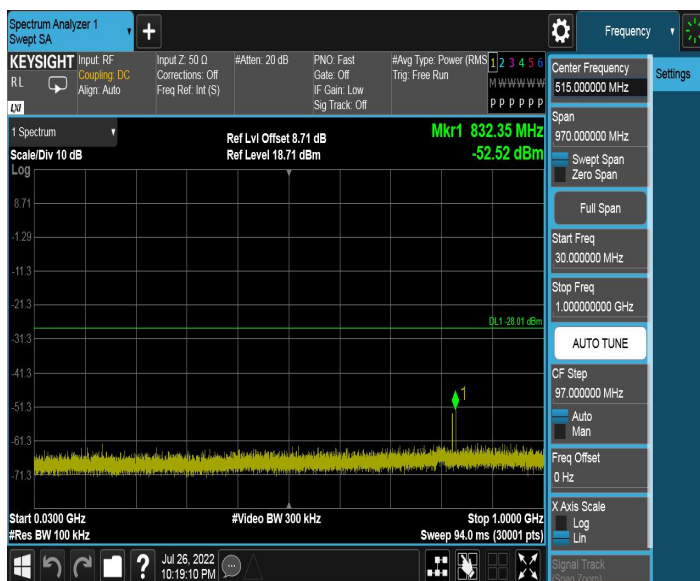 Spectrum Analyzer 1
Swept SA
+
Frequency
KEYSIGHT
RL
LXI
Input: RF
Coupling: DC
Align: Auto
Input Z: 50 Ω
Corrections: Off
Freq Ref: Int (S)
#Atten: 20 dB
PNO: Fast
Gate: Off
IF Gain: Low
Sig Track: Off
#Avg Type: Power (RMS
Trig: Free Run
1 2 3 4 5 6
M W W W W W
P P P P P P
Center Frequency
515.000000 MHz
Settings
Span
970.000000 MHz
Swept Span
Zero Span
Full Span
Start Freq
30.000000 MHz
Stop Freq
1.000000000 GHz
AUTO TUNE
CF Step
97.000000 MHz
Auto
Man
Freq Offset
0 Hz
X Axis Scale
Log
Lin
Signal Track
(Span Zoom)
1 Spectrum
Scale/Div 10 dB
Log
Ref Lvl Offset 8.71 dB
Ref Level 18.71 dBm
Mkr1 832.35 MHz
-52.52 dBm
8.71
-1.29
-11.3
-21.3
DL1 -28.01 dBm
-31.3
-41.3
1
-51.3
-61.3
-71.3
Start 0.0300 GHz
#Res BW 100 kHz
#Video BW 300 kHz
Stop 1.0000 GHz
Sweep 94.0 ms (30001 pts)
?
Jul 26, 2022
10:19:10 PM